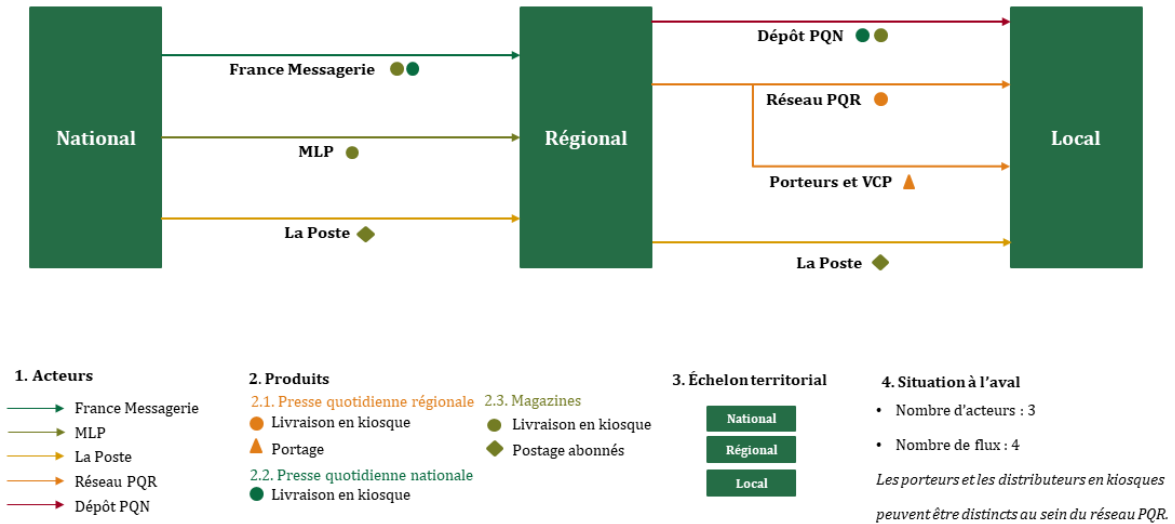 National
Régional
Local
France Messagerie
MLP
La Poste
Dépôt PQN
Réseau PQR
Porteurs et VCP
La Poste
1. Acteurs
France Messagerie
MLP
La Poste
Réseau PQR
Dépôt PQN
2. Produits
2.1. Presse quotidienne régionale
Livraison en kiosque
Portage
2.2. Presse quotidienne nationale
Livraison en kiosque
2.3. Magazines
Livraison en kiosque
Postage abonnés
3. Échelon territorial
National
Régional
Local
4. Situation à l’aval
• Nombre d'acteurs : 3
• Nombre de flux : 4
Les porteurs et les distributeurs en kiosques
peuvent être distincts au sein du réseau PQR.